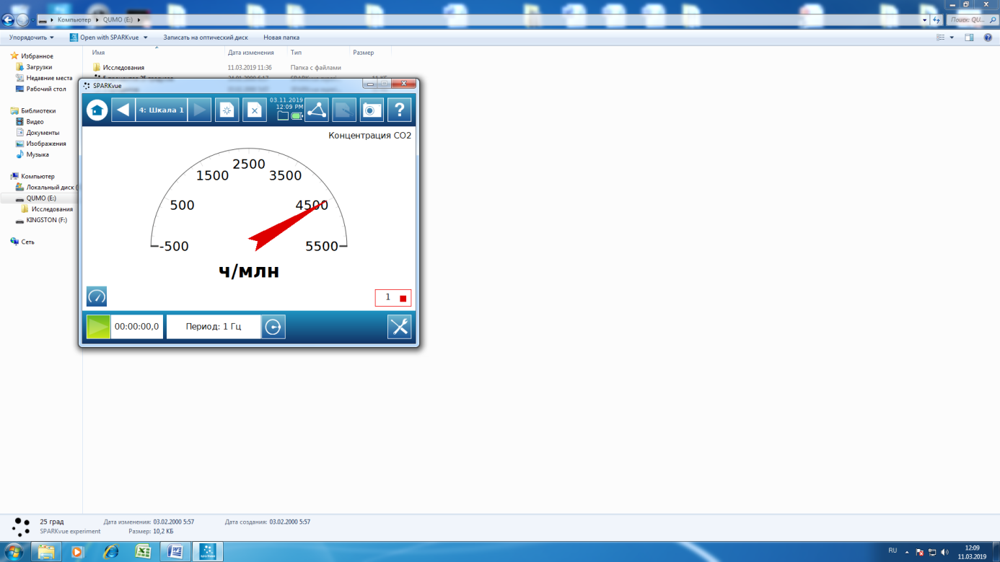 Компьютер
QUMO (E:)
Поиск: QU...
Упорядочить
Open with SPARKvue
Записать на оптический диск
Новая папка
Имя
Дата изменения
Тип
Размер
Избранное
Загрузки
Недавние места
Рабочий стол
Библиотеки
Видео
Документы
Изображения
Музыка
Компьютер
Локальный диск (
QUMO (E:)
Исследования
KINGSTON (F:)
Сеть
Исследования
11.03.2019 11:36
Папка с файлами
SPARKvue
4: Шкала 1
03.11.2019
12:09 PM
?
Концентрация CO2
2500
1500
3500
500
4500
-500
5500
ч/млн
1
00:00:00,0
Период: 1 Гц
25 град
Дата изменения: 03.02.2000 5:57
Дата создания: 03.02.2000 5:57
SPARKvue experiment
Размер: 10,2 КБ
RU
12:09
11.03.2019